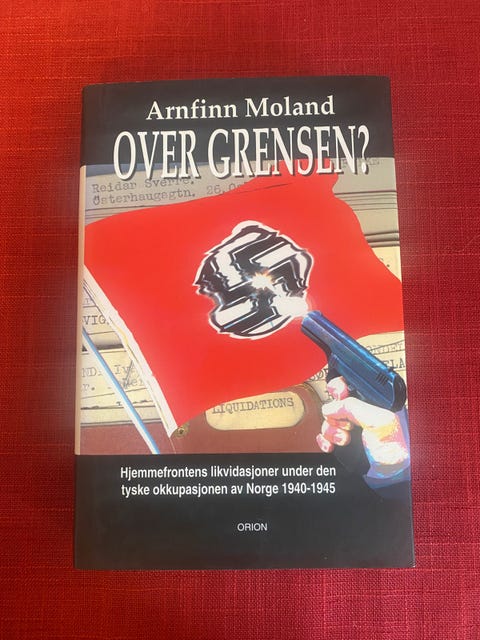 Arnfinn Moland
OVER GRENSEN?
Reidar Sverre.
Österhaugegtn. 26.
LIQUIDATIONS
Hjemmefrontens likvidasjoner under den
tyske okkupasjonen av Norge 1940-1945
ORION